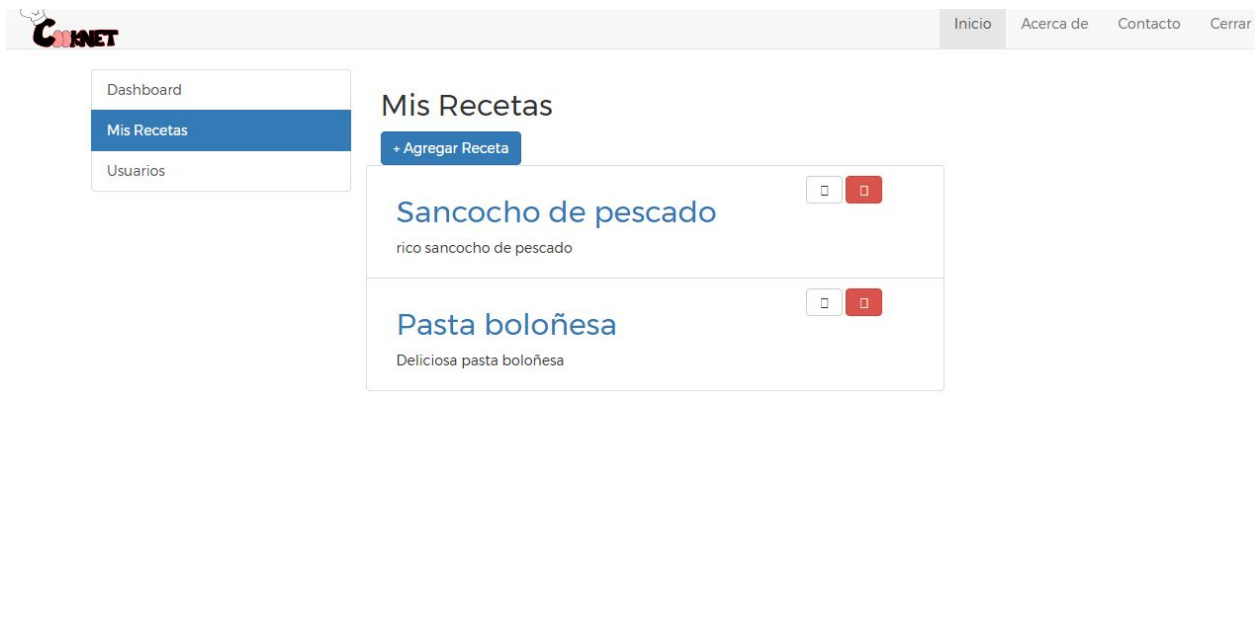 COOKNET
Inicio Acerca de Contacto Cerrar
Dashboard
Mis Recetas
Usuarios
Mis Recetas
+ Agregar Receta
Sancocho de pescado
rico sancocho de pescado
Pasta boloñesa
Deliciosa pasta boloñesa